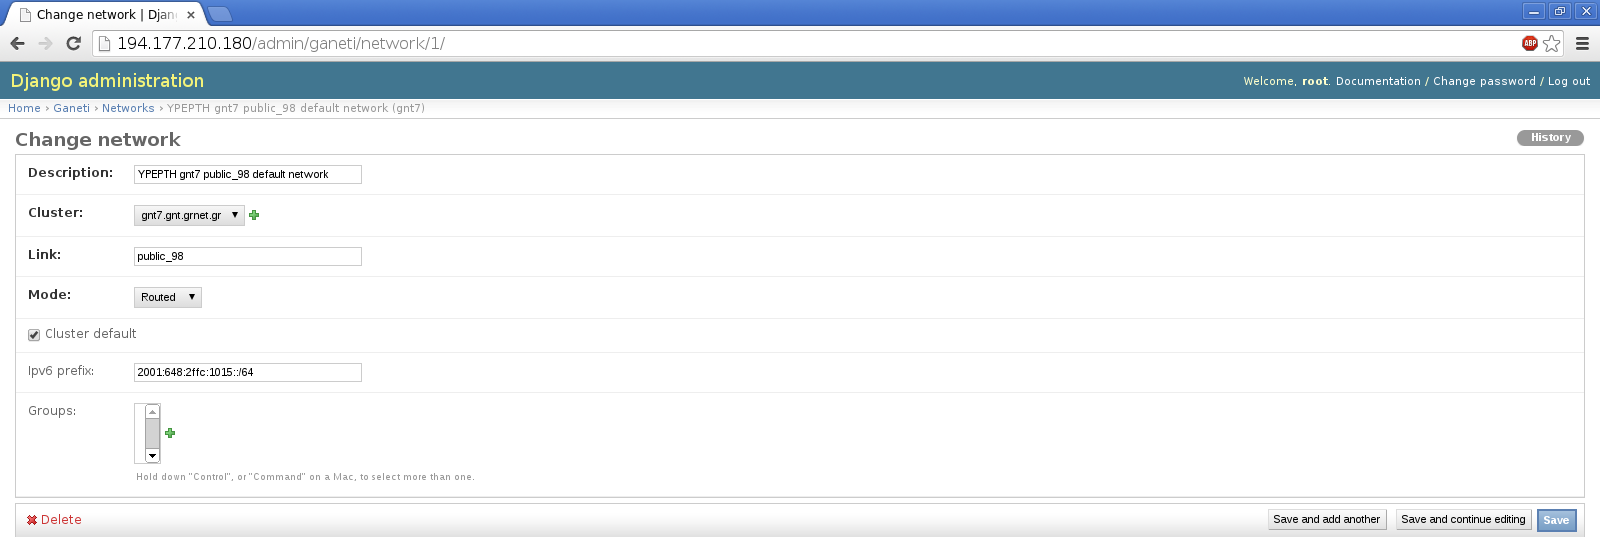 Change network | Djan
194.177.210.180/admin/ganeti/network/1/
ABP
Django administration
Welcome, root. Documentation / Change password / Log out
Home › Ganeti › Networks › YPEPTH gnt7 public_98 default network (gnt7)
Change network
History
Description: YPEPTH gnt7 public_98 default network
Cluster: gnt7.gnt.grnet.gr
Link: public_98
Mode: Routed
Cluster default
Ipv6 prefix: 2001:648:2ffc:1015::/64
Groups:
Hold down "Control", or "Command" on a Mac, to select more than one.
Delete
Save and add another Save and continue editing Save